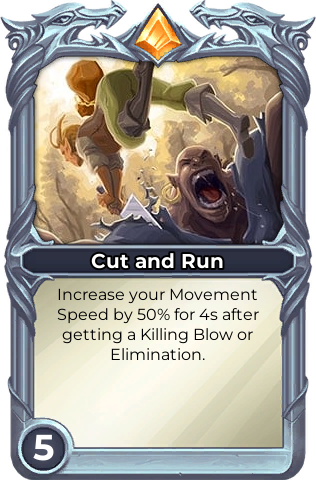 Cut and Run
Increase your Movement
Speed by 50% for 4s after
getting a Killing Blow or
Elimination.
5